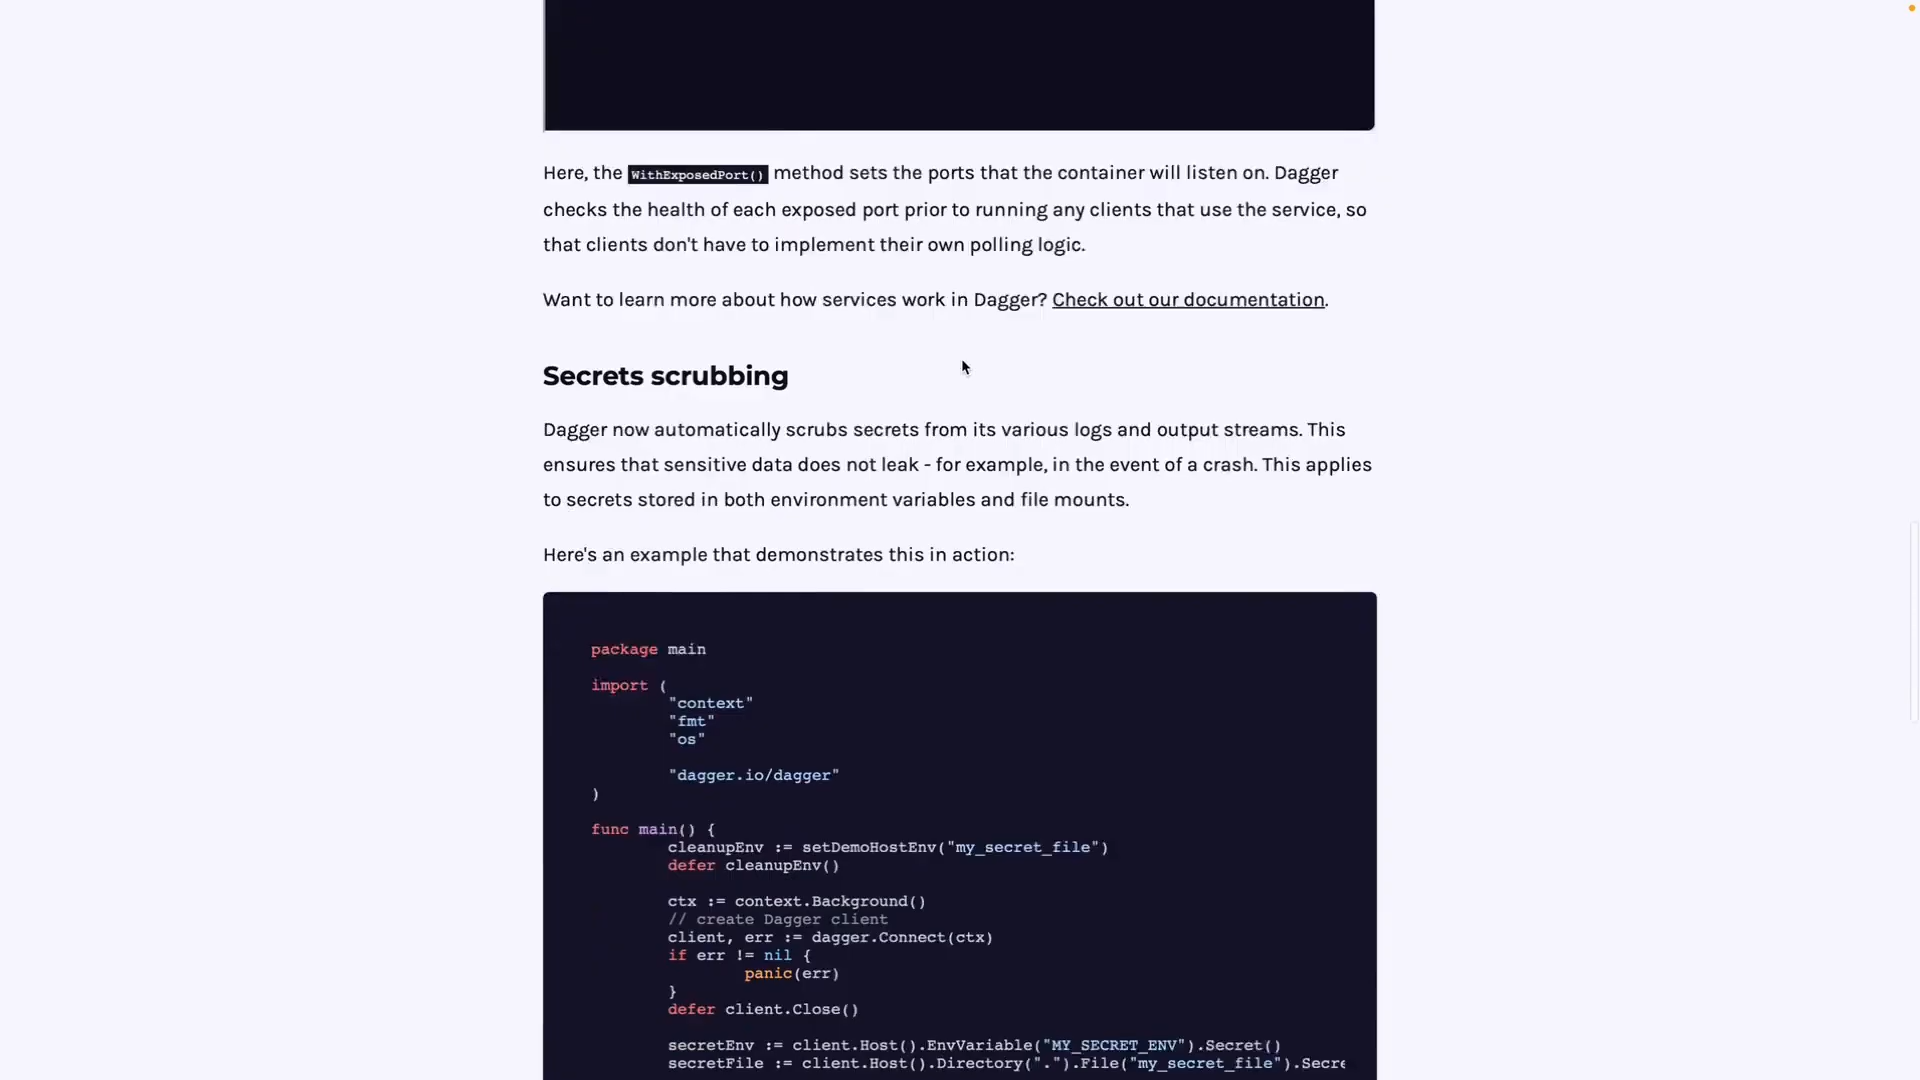 Here, the WithExposedPort() method sets the ports that the container will listen on. Dagger
checks the health of each exposed port prior to running any clients that use the service, so
that clients don't have to implement their own polling logic.
Want to learn more about how services work in Dagger? Check out our documentation.
Secrets scrubbing
Dagger now automatically scrubs secrets from its various logs and output streams. This
ensures that sensitive data does not leak - for example, in the event of a crash. This applies
to secrets stored in both environment variables and file mounts.
Here's an example that demonstrates this in action:
package main
import (
"context"
"fmt"
"os"
"dagger.io/dagger"
)
func main() {
cleanupEnv := setDemoHostEnv("my_secret_file")
defer cleanupEnv()
ctx := context.Background()
// create Dagger client
client, err := dagger.Connect(ctx)
if err != nil {
panic(err)
}
defer client.Close()
secretEnv := client.Host().EnvVariable("MY_SECRET_ENV").Secret()
secretFile := client.Host().Directory(".").File("my_secret_file").Secre